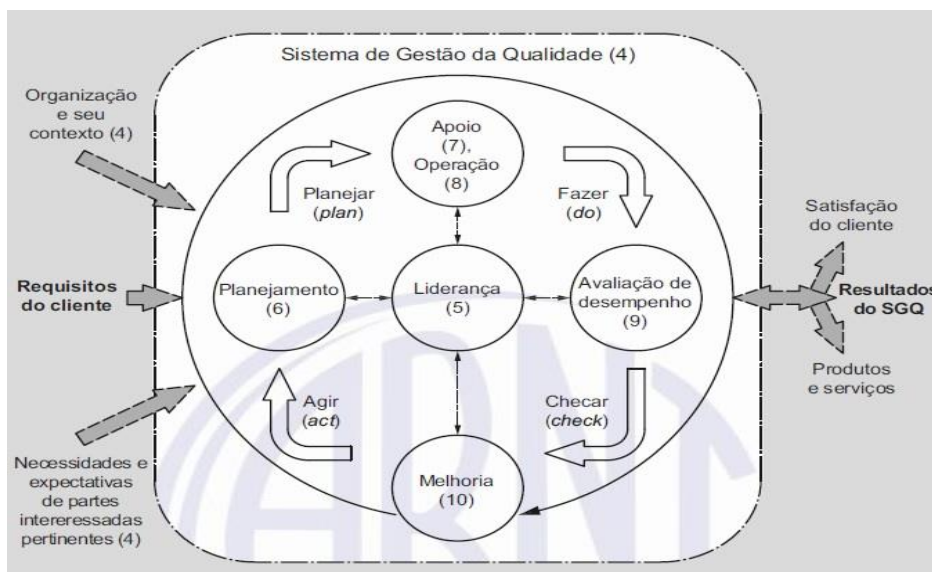 Sistema de Gestão da Qualidade (4)
Organização
e seu
contexto (4)
Requisitos
do cliente
Necessidades e
expectativas
de partes
intereressadas
pertinentes (4)
Planejar
(plan)
Apoio
(7),
Operação
(8)
Fazer
(do)
Planejamento
(6)
Liderança
(5)
Avaliação de
desempenho
(9)
Agir
(act)
Checar
(check)
Melhoria
(10)
Satisfação
do cliente
Resultados
do SGQ
Produtos
e serviços
ABNT